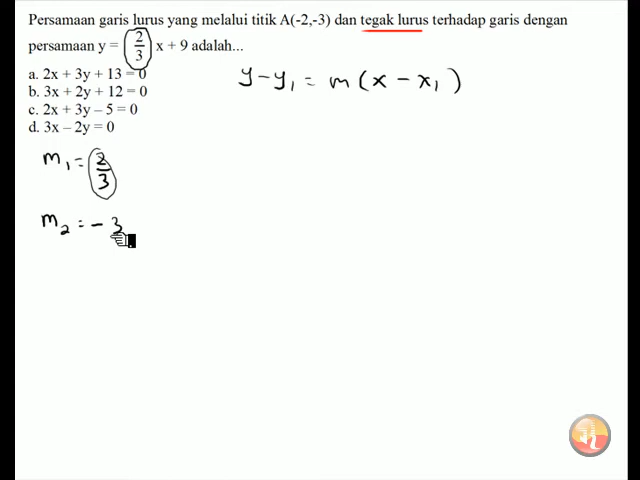 Persamaan garis lurus yang melalui titik A(-2,-3) dan tegak lurus terhadap garis dengan
persamaan y = 2/3 x + 9 adalah...
a. 2x + 3y + 13 = 0
b. 3x + 2y + 12 = 0
c. 2x + 3y – 5 = 0
d. 3x – 2y = 0
y – y₁ = m(x – x₁)
m₁ = 2/3
m₂ = – 3